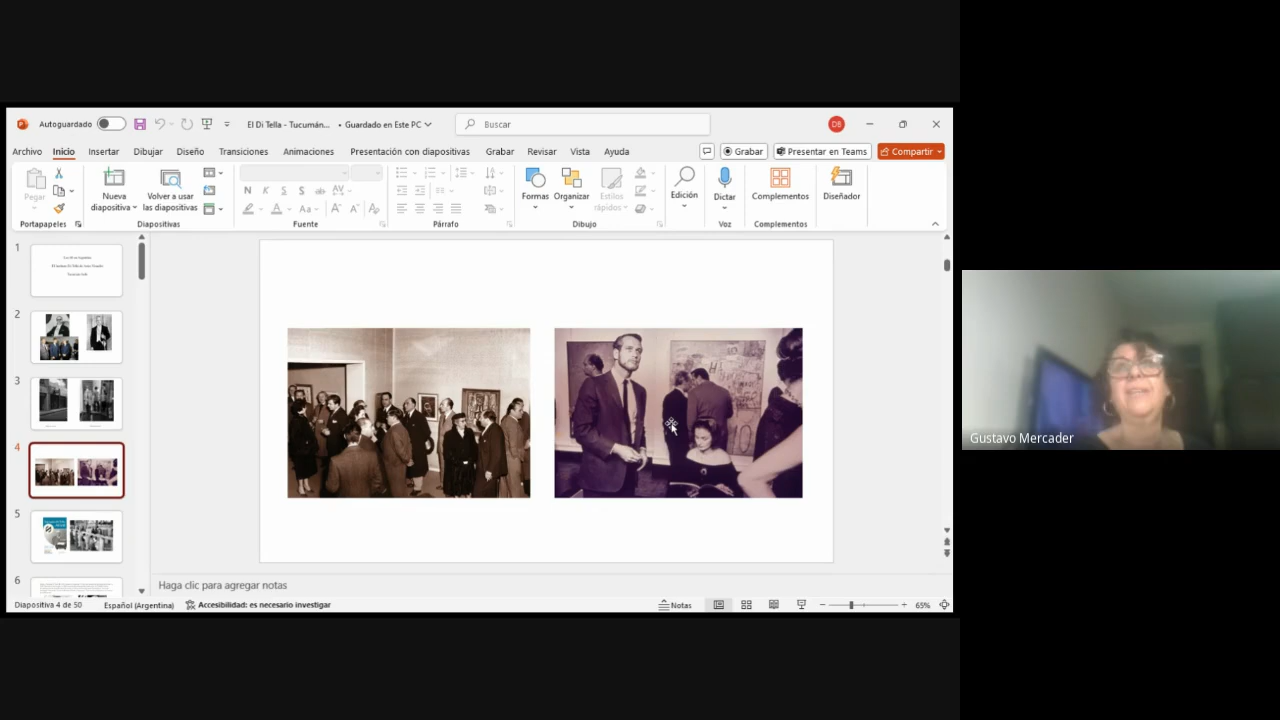 Autoguardado
El Di Tella - Tucumán... • Guardado en Este PC
Buscar
DB
Archivo Inicio Insertar Dibujar Diseño Transiciones Animaciones Presentación con diapositivas Grabar Revisar Vista Ayuda
Grabar
Presentar en Teams
Compartir
Pegar
Nueva diapositiva
Volver a usar las diapositivas
N K S S ab AV
Aa A A
Formas
Organizar
Estilos rápidos
Edición
Dictar
Complementos
Diseñador
Portapapeles Diapositivas Fuente Párrafo Dibujo Voz Complementos
1
2
3
4
5
6
Haga clic para agregar notas
Diapositiva 4 de 50 Español (Argentina) Accesibilidad: es necesario investigar Notas 65%
Gustavo Mercader